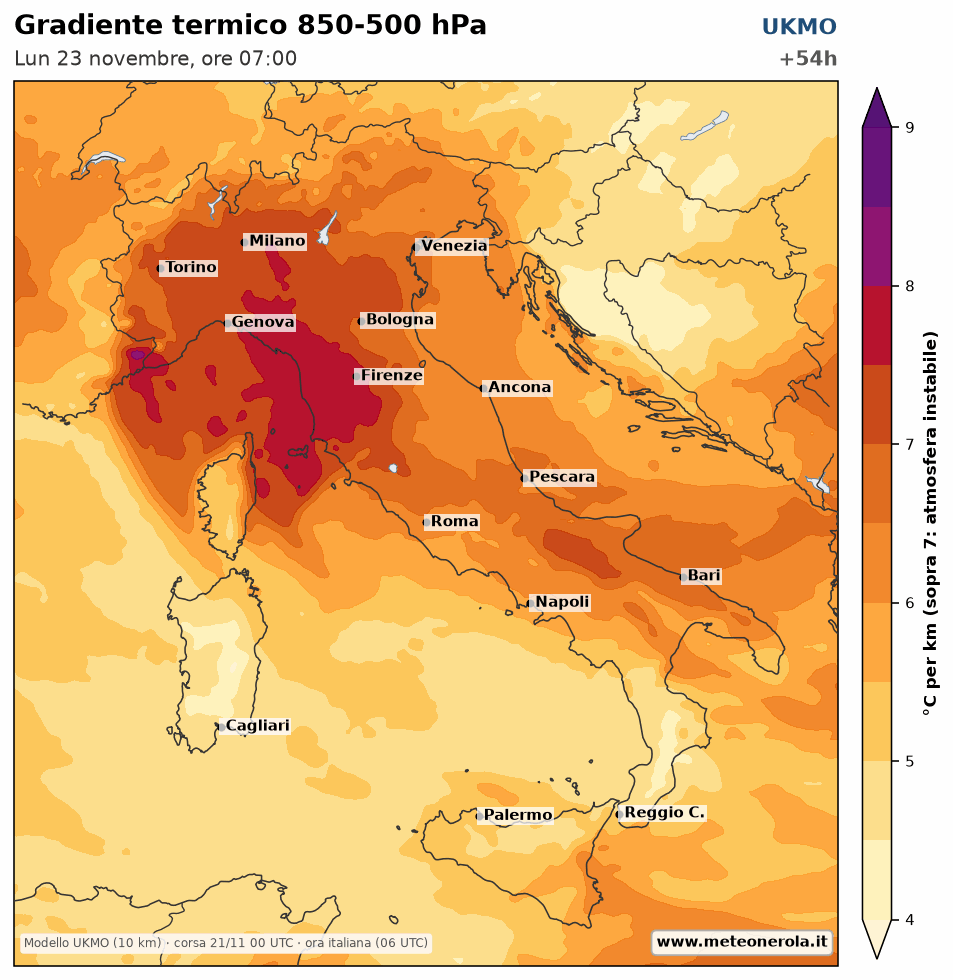 Gradiente termico 850-500 hPa
UKMO
Lun 23 novembre, ore 07:00
+54h
Milano
Venezia
Torino
Genova
Bologna
Firenze
Ancona
Pescara
Roma
Bari
Napoli
Cagliari
Palermo
Reggio C.
9
8
7
6
5
4
°C per km (sopra 7: atmosfera instabile)
Modello UKMO (10 km) · corsa 21/11 00 UTC · ora italiana (06 UTC)
www.meteonerola.it